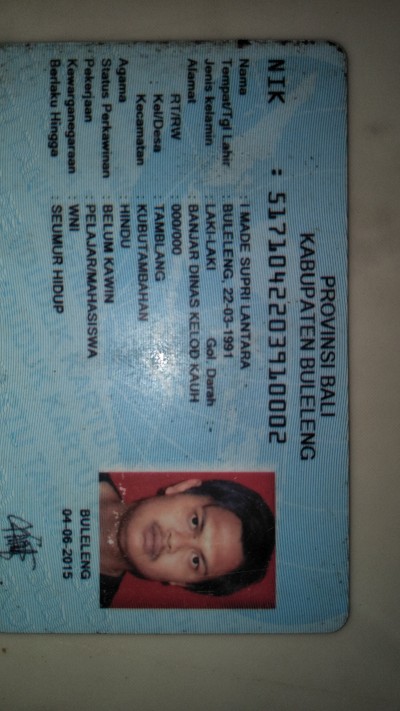 PROVINSI BALI
KABUPATEN BULELENG
NIK : 5171042203910002
Nama : I MADE SUPRI LANTARA
Tempat/Tgl Lahir : BULELENG, 22-03-1991
Jenis kelamin : LAKI-LAKI Gol. Darah : -
Alamat : BANJAR DINAS KELOD KAUH
RT/RW : 000/000
Kel/Desa : TAMBLANG
Kecamatan : KUBUTAMBAHAN
Agama : HINDU
Status Perkawinan : BELUM KAWIN
Pekerjaan : PELAJAR/MAHASISWA
Kewarganegaraan : WNI
Berlaku Hingga : SEUMUR HIDUP
BULELENG
04-06-2015